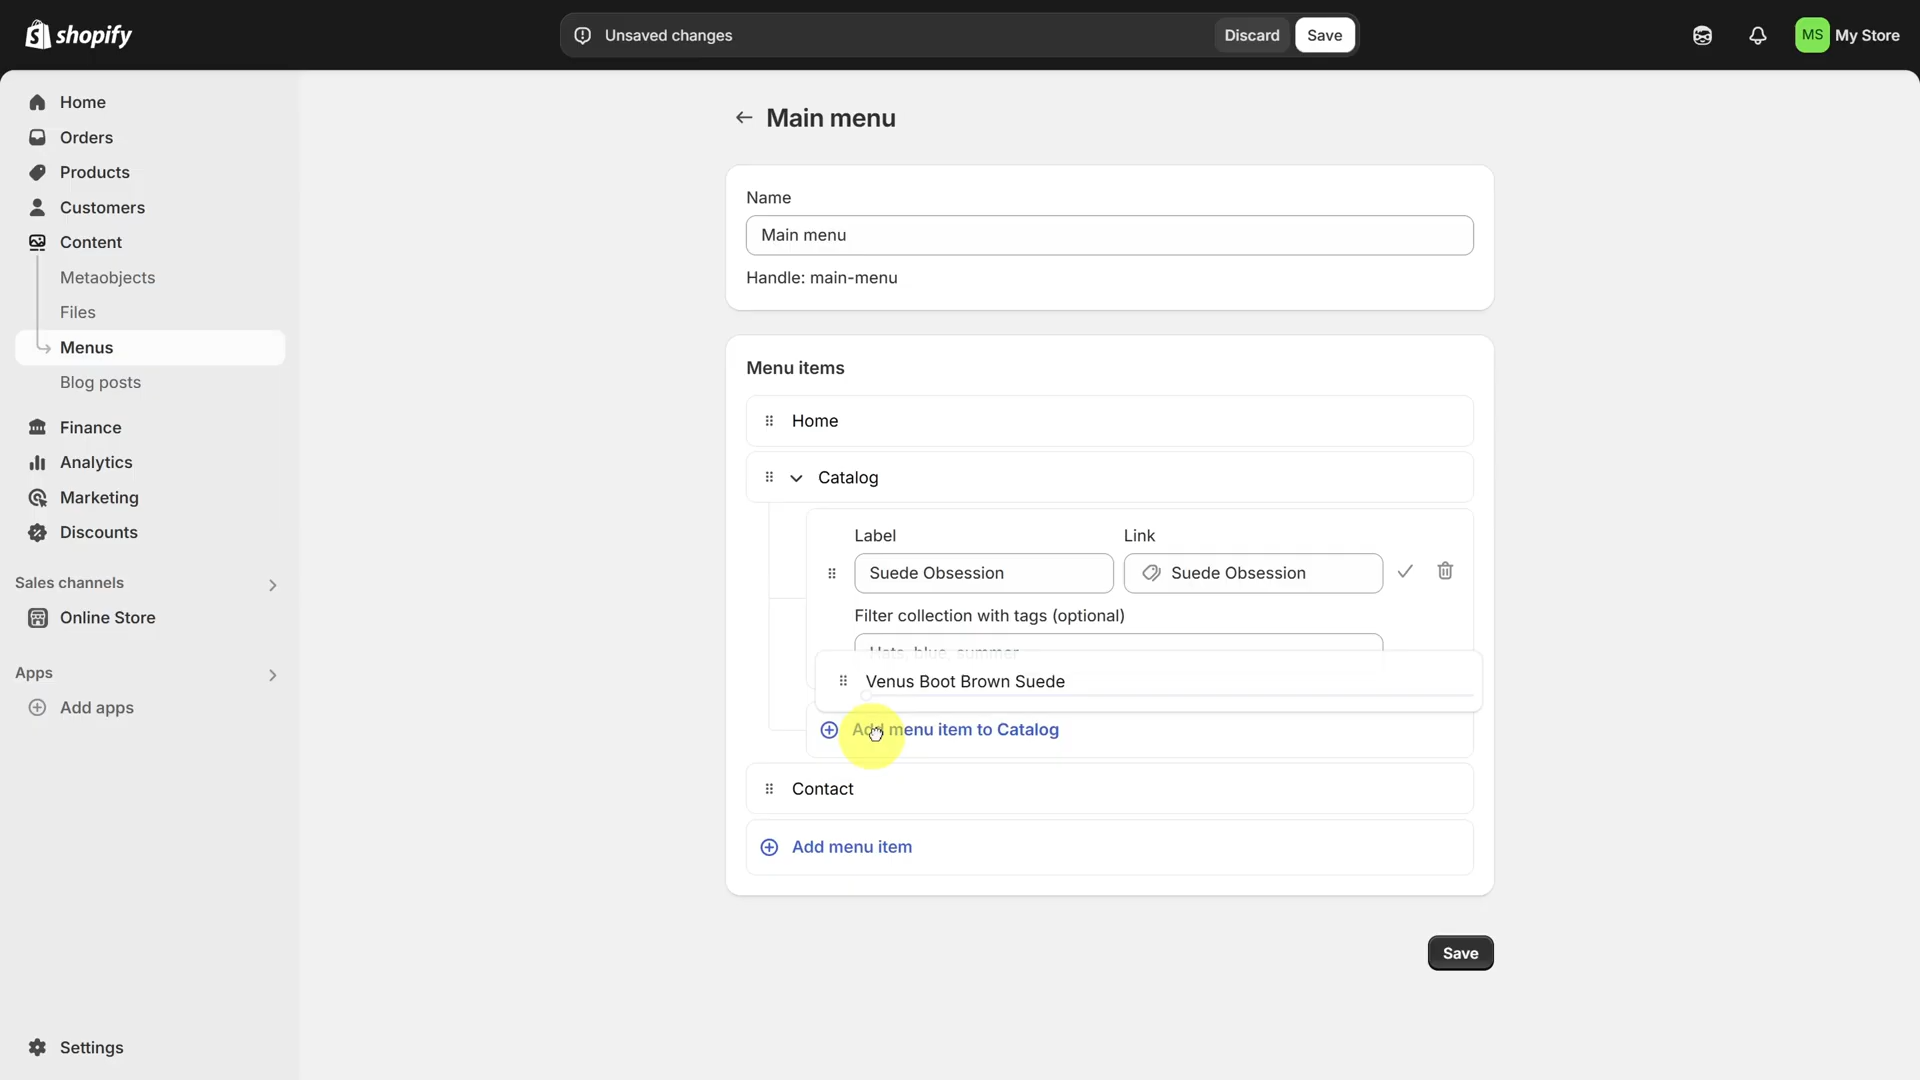 shopify
Unsaved changes
Discard
Save
MS
My Store
Home
Orders
Products
Customers
Content
Metaobjects
Files
Menus
Blog posts
Finance
Analytics
Marketing
Discounts
Sales channels
Online Store
Apps
Add apps
Settings
Main menu
Name
Main menu
Handle: main-menu
Menu items
Home
Catalog
Label
Link
Suede Obsession
Suede Obsession
Filter collection with tags (optional)
Hats, blue, summer
Venus Boot Brown Suede
Add menu item to Catalog
Contact
Add menu item
Save